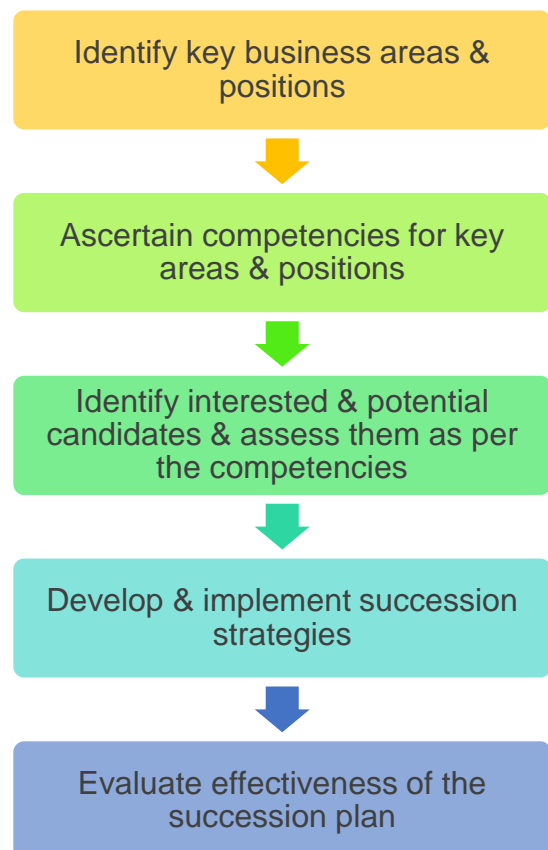 Identify key business areas &
positions
Ascertain competencies for key
areas & positions
Identify interested & potential
candidates & assess them as per
the competencies
Develop & implement succession
strategies
Evaluate effectiveness of the
succession plan